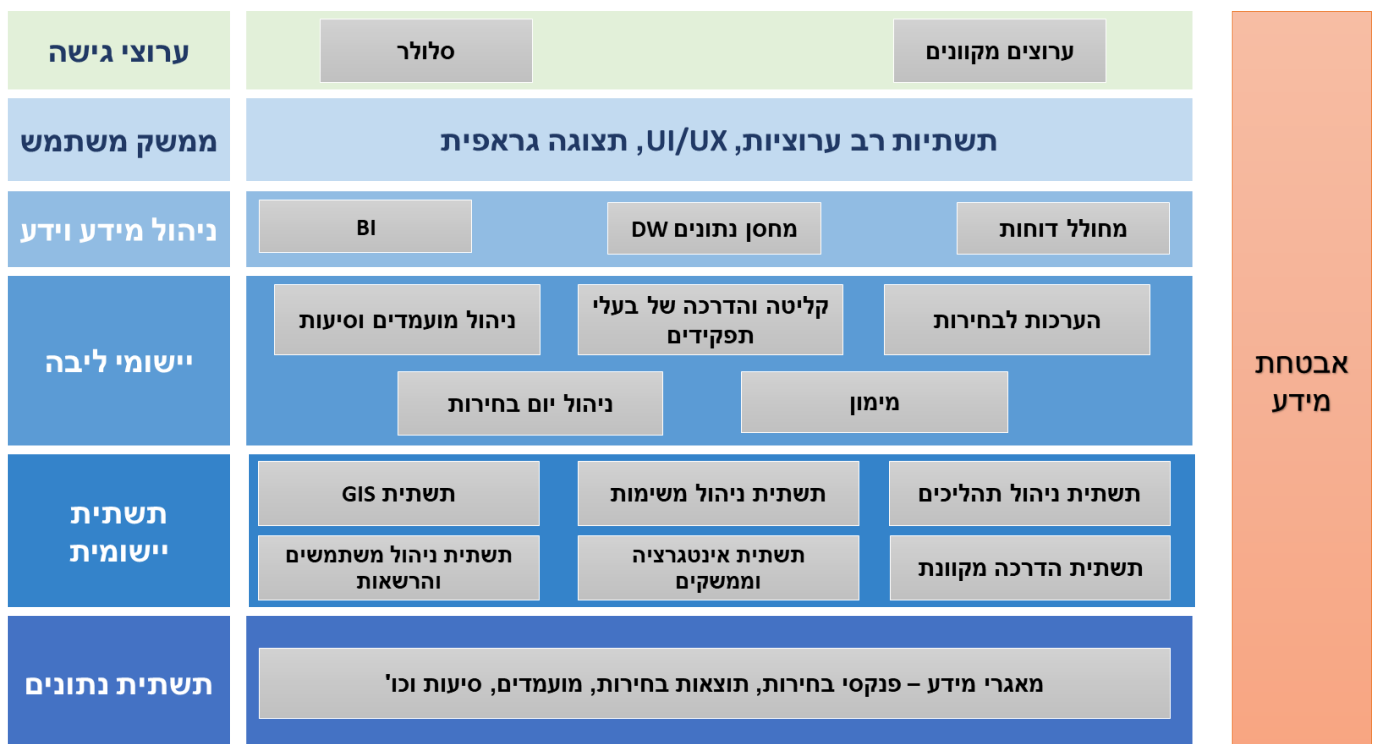 ערוצי גישה
ערוצים מקוונים
סלולר
ממשק משתמש
תשתיות רב ערוציות, UI/UX, תצוגה גראפית
ניהול מידע וידע
מחולל דוחות
מחסן נתונים DW
BI
יישומי ליבה
הערכות לבחירות
קליטה והדרכה של בעלי
תפקידים
ניהול מועמדים וסיעות
מימון
ניהול יום בחירות
תשתית
יישומית
תשתית ניהול תהליכים
תשתית ניהול משימות
תשתית GIS
תשתית הדרכה מקוונת
תשתית אינטגרציה
וממשקים
תשתית ניהול משתמשים
והרשאות
תשתית נתונים
מאגרי מידע – פנקסי בחירות, תוצאות בחירות, מועמדים, סיעות וכו'
אבטחת
מידע